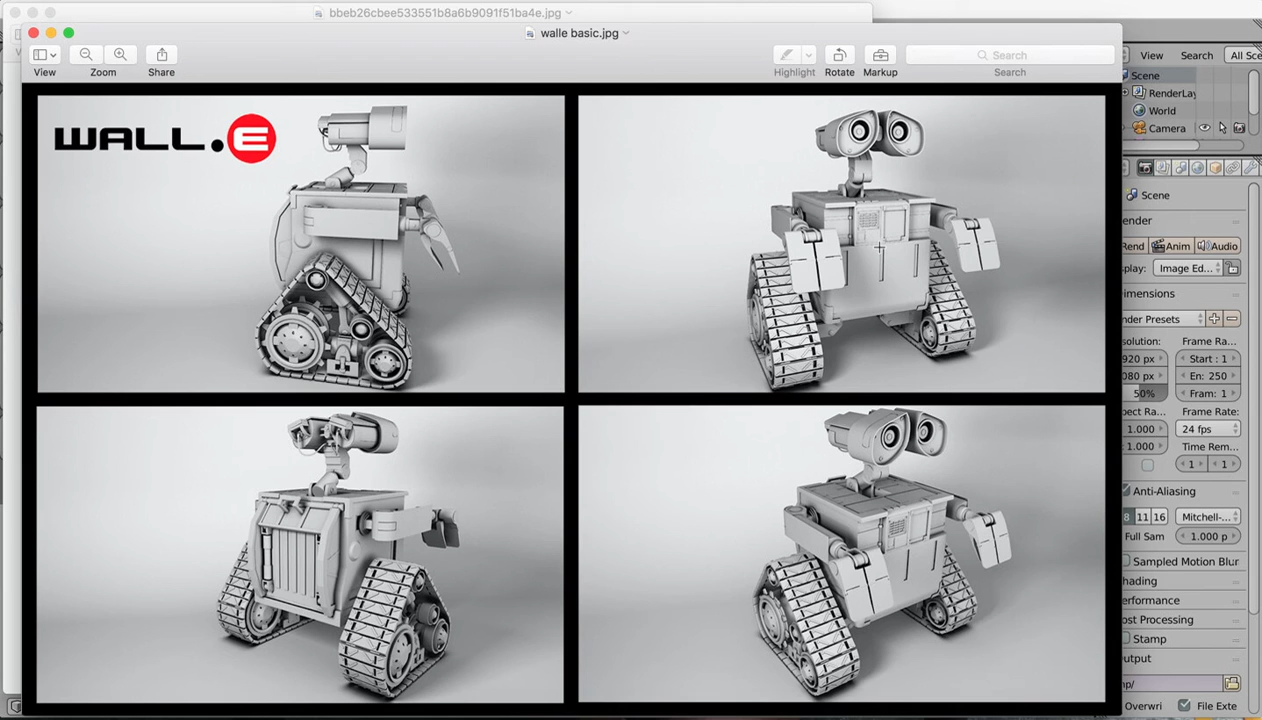 bbeb26cbee533551b8a6b9091f51ba4e.jpg
walle basic.jpg
View
Zoom
Share
Highlight
Rotate
Markup
Search
Search
WALL.E
View Search All Sce
Scene
RenderLay
World
Camera
Scene
ender
Rend Anim Audio
play: Image Ed...
imensions
nder Presets
solution: Frame Ra...
920 px Start : 1
080 px En: 250
50% Fram: 1
pect Ra... Frame Rate:
1.000 24 fps
1.000 Time Rem...
1 1
Anti-Aliasing
8 11 16 Mitchell-...
Full Sam 1.000 p
Sampled Motion Blur
hading
erformance
ost Processing
Stamp
utput
np/
Overwri File Exte